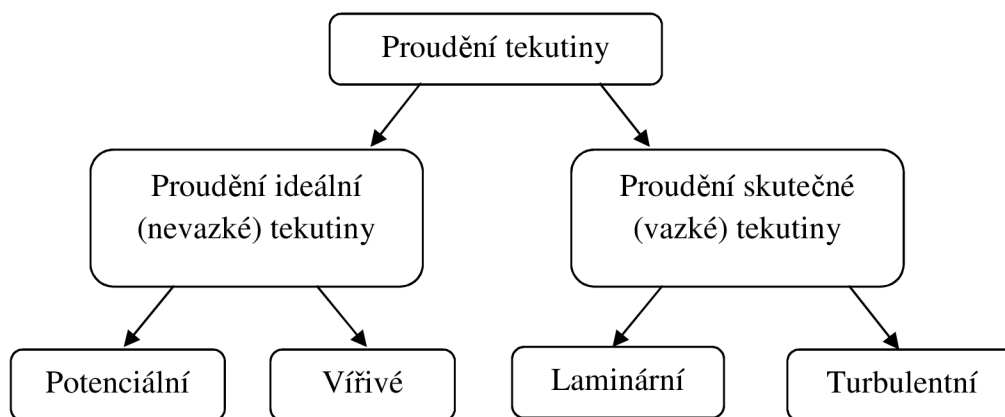 Proudění tekutiny
Proudění ideální
(nevazké) tekutiny
Proudění skutečné
(vazké) tekutiny
Potenciální
Vířivé
Laminární
Turbulentní